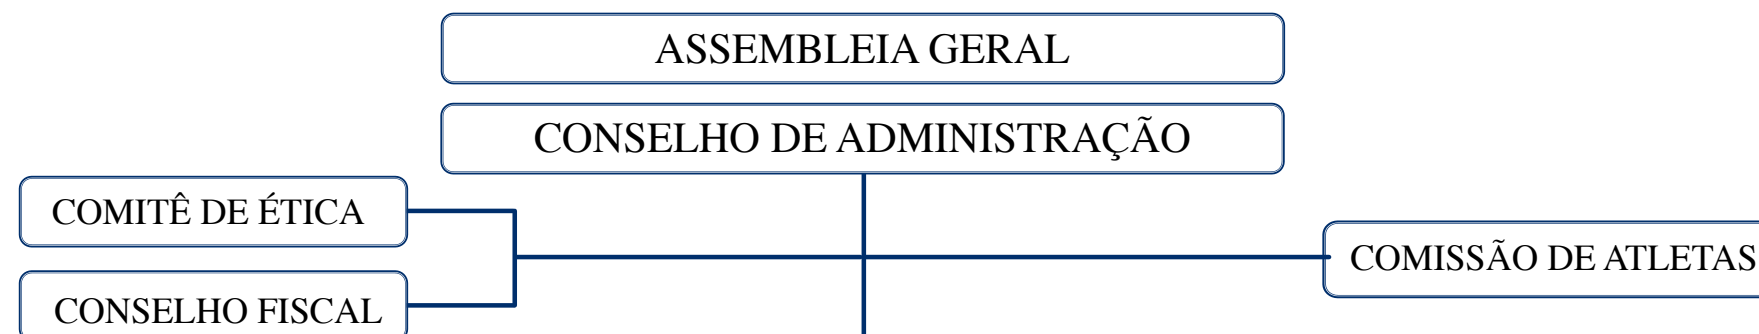 ASSEMBLEIA GERAL
CONSELHO DE ADMINISTRAÇÃO
COMITÊ DE ÉTICA
COMISSÃO DE ATLETAS
CONSELHO FISCAL